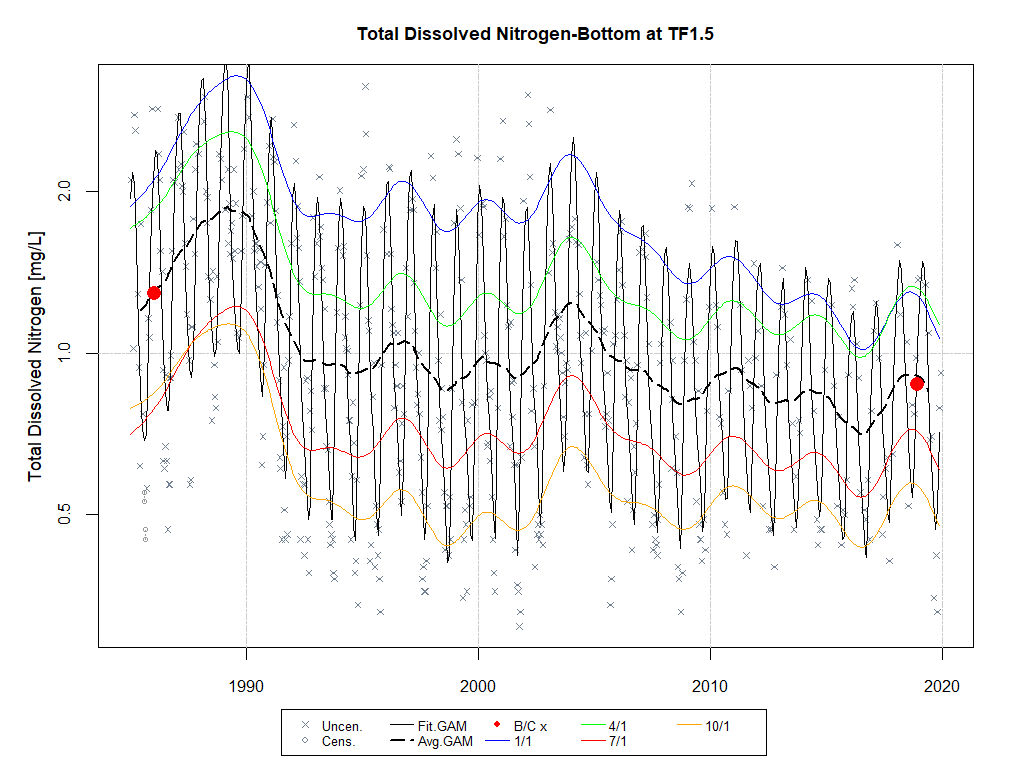 Total Dissolved Nitrogen-Bottom at TF1.5
Total Dissolved Nitrogen [mg/L]
2.0
1.0
0.5
1990 2000 2010 2020
Uncen. Fit.GAM B/C x 4/1 10/1
Cens. Avg.GAM 1/1 7/1